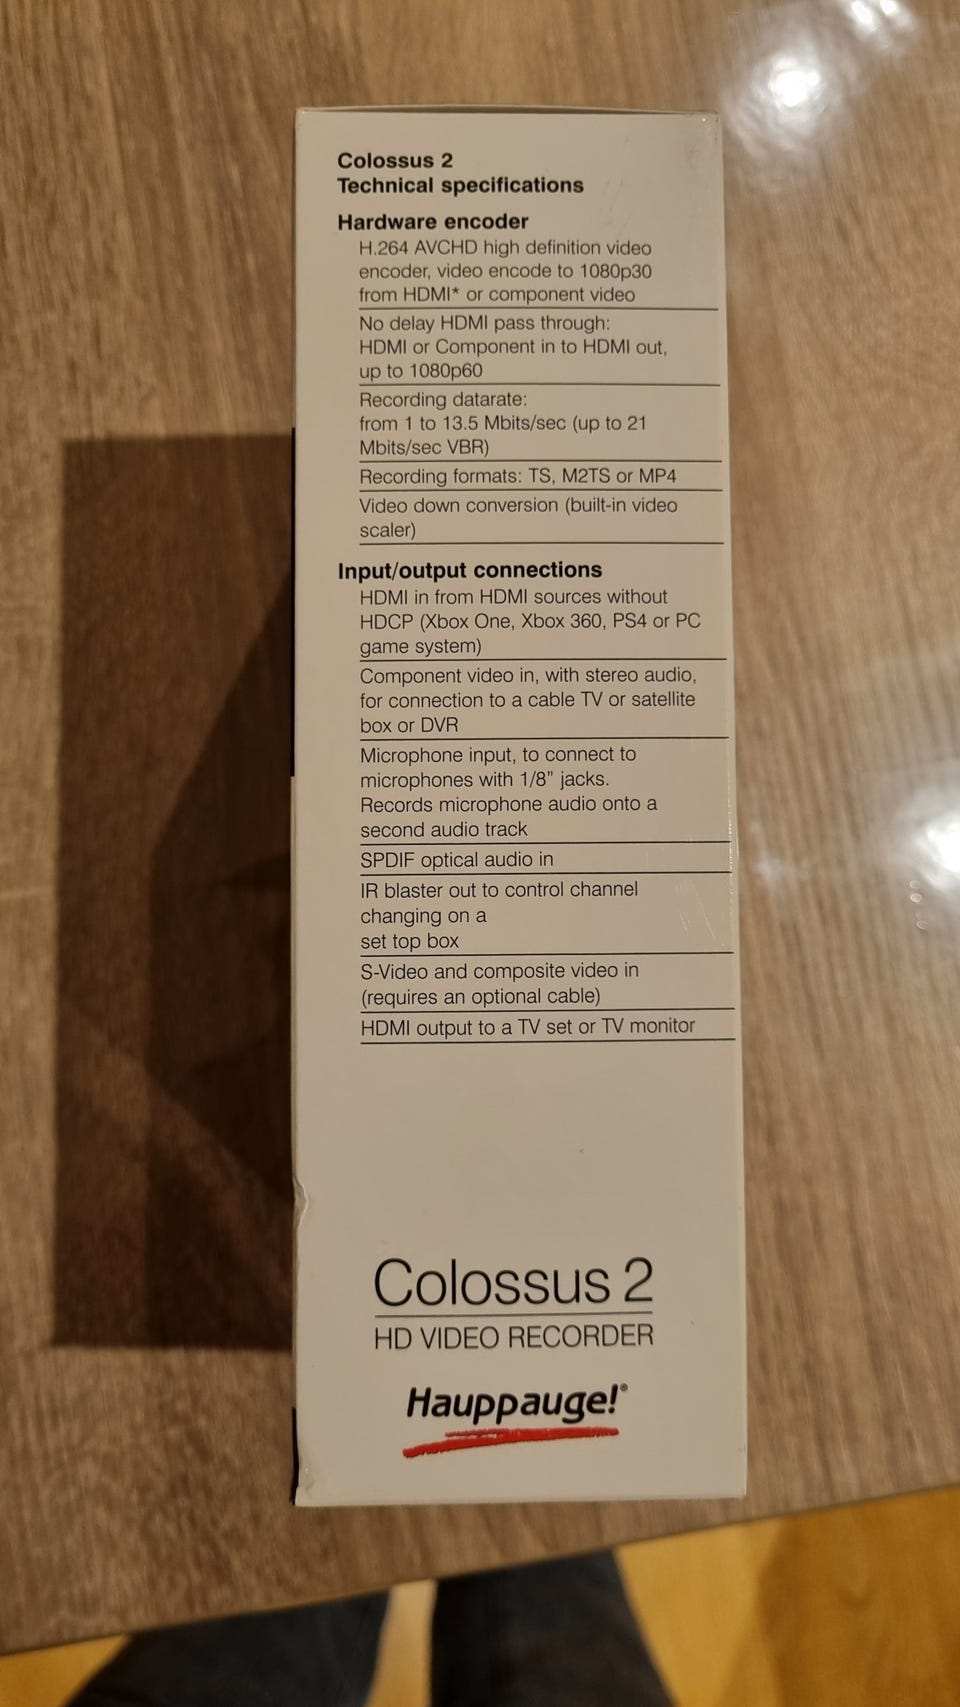 Colossus 2
Technical specifications
Hardware encoder
H.264 AVCHD high definition video
encoder, video encode to 1080p30
from HDMI* or component video
No delay HDMI pass through:
HDMI or Component in to HDMI out,
up to 1080p60
Recording datarate:
from 1 to 13.5 Mbits/sec (up to 21
Mbits/sec VBR)
Recording formats: TS, M2TS or MP4
Video down conversion (built-in video
scaler)
Input/output connections
HDMI in from HDMI sources without
HDCP (Xbox One, Xbox 360, PS4 or PC
game system)
Component video in, with stereo audio,
for connection to a cable TV or satellite
box or DVR
Microphone input, to connect to
microphones with 1/8” jacks.
Records microphone audio onto a
second audio track
SPDIF optical audio in
IR blaster out to control channel
changing on a
set top box
S-Video and composite video in
(requires an optional cable)
HDMI output to a TV set or TV monitor
Colossus 2
HD VIDEO RECORDER
Hauppauge!®